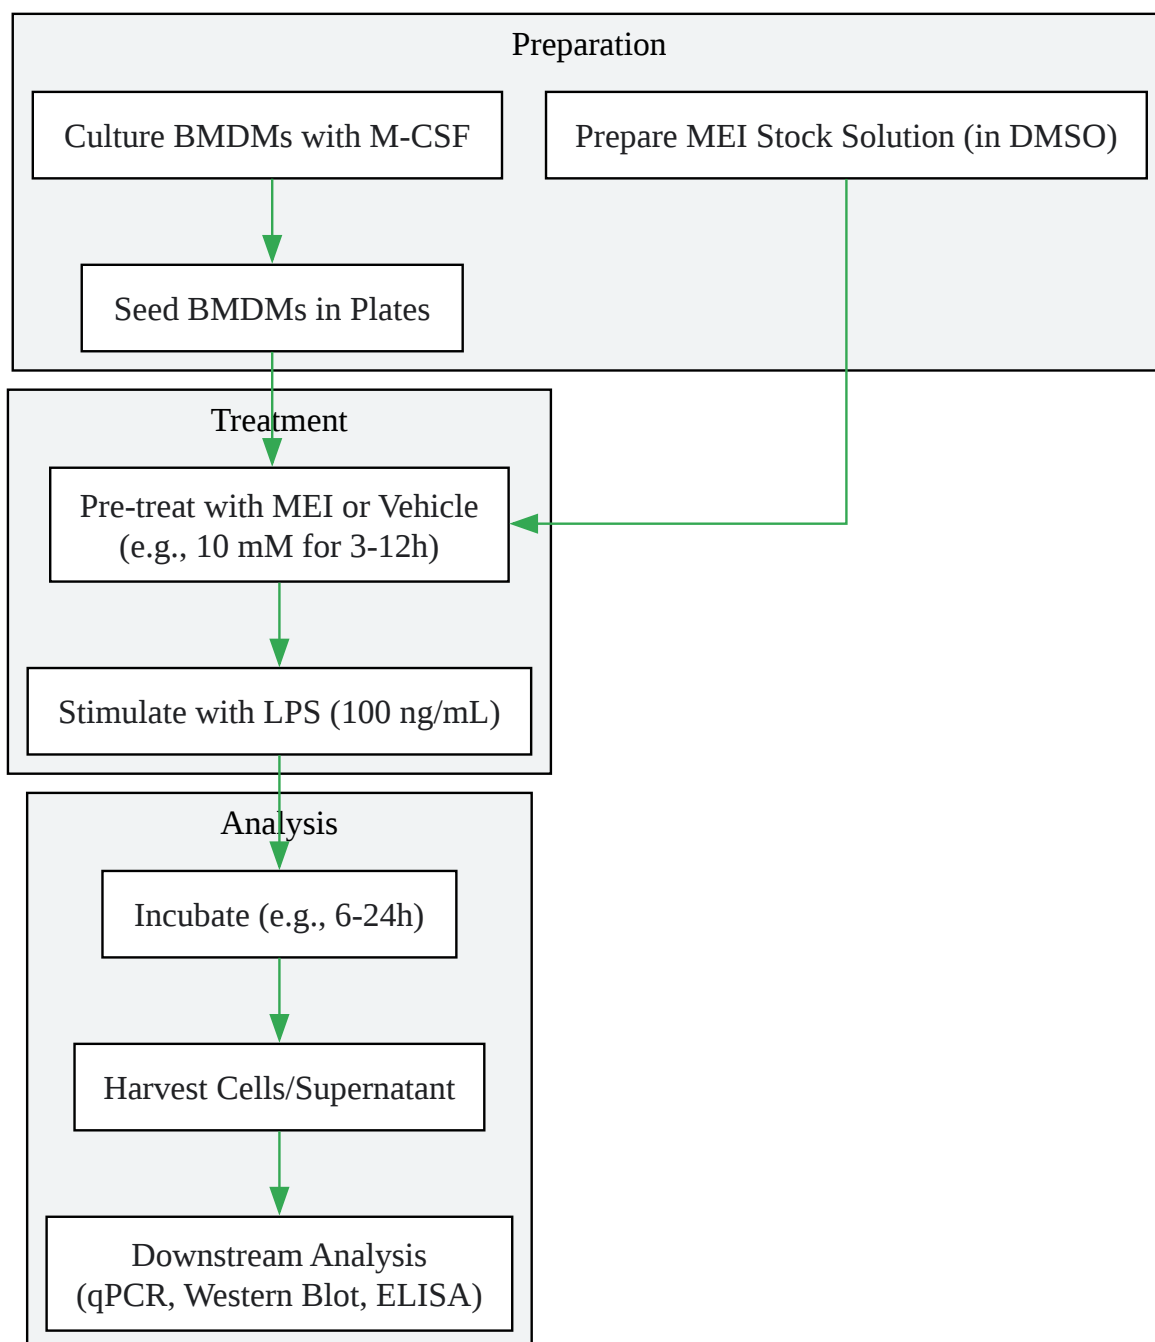 Preparation
Culture BMDMs with M-CSF
Prepare MEI Stock Solution (in DMSO)
Seed BMDMs in Plates
Treatment
Pre-treat with MEI or Vehicle
(e.g., 10 mM for 3-12h)
Stimulate with LPS (100 ng/mL)
Analysis
Incubate (e.g., 6-24h)
Harvest Cells/Supernatant
Downstream Analysis
(qPCR, Western Blot, ELISA)